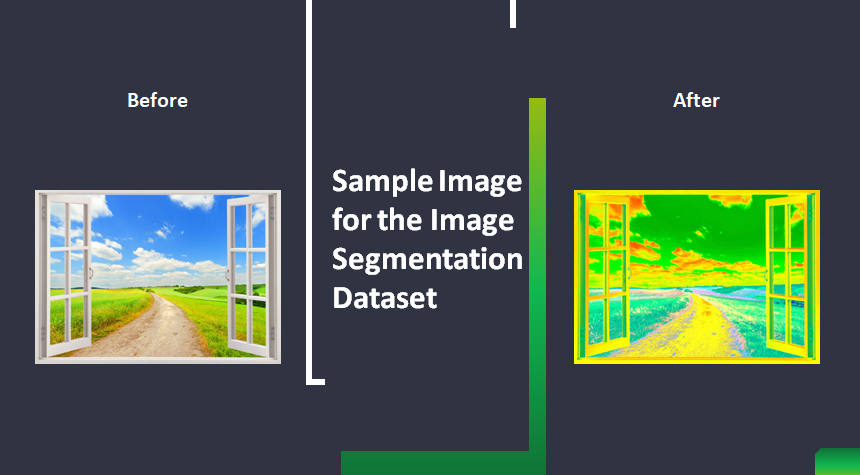 Before
Sample Image
for the Image
Segmentation
Dataset
After